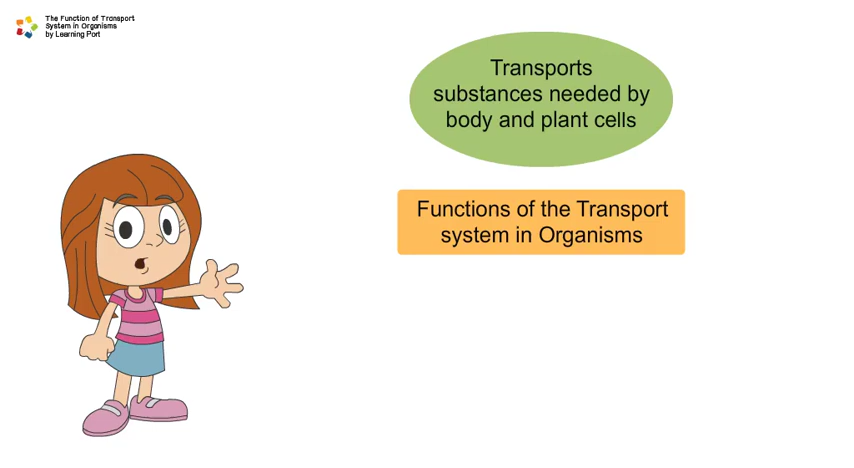 The Function of Transport
System in Organisms
by Learning Port
Transports
substances needed by
body and plant cells
Functions of the Transport
system in Organisms